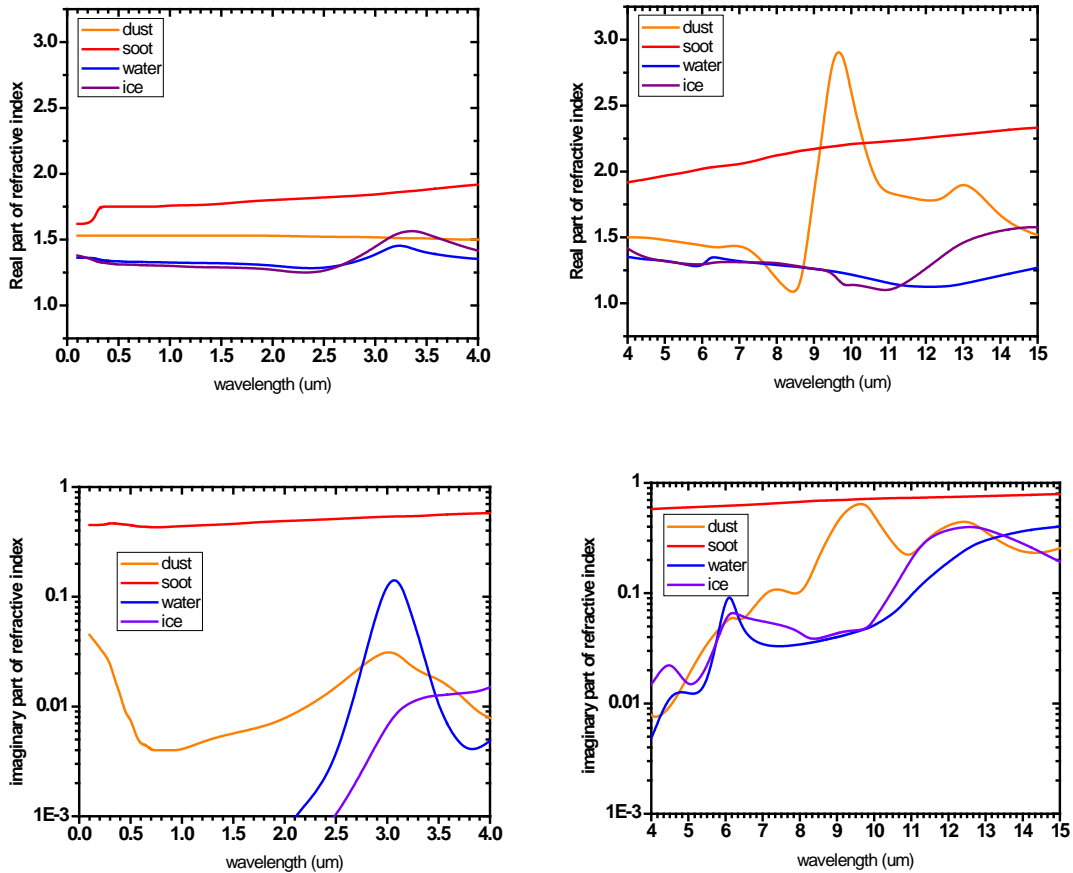 3.0
2.5
2.0
1.5
1.0
Real part of refractive index
dust
soot
water
ice
0.0 0.5 1.0 1.5 2.0 2.5 3.0 3.5 4.0
wavelength (um)
3.0
2.5
2.0
1.5
1.0
Real part of refractive index
dust
soot
water
ice
4 5 6 7 8 9 10 11 12 13 14 15
wavelength (um)
1
0.1
0.01
1E-3
imaginary part of refractive index
dust
soot
water
ice
0.0 0.5 1.0 1.5 2.0 2.5 3.0 3.5 4.0
wavelength (um)
1
0.1
0.01
1E-3
imaginary part of refractive index
dust
soot
water
ice
4 5 6 7 8 9 10 11 12 13 14 15
wavelength (um)